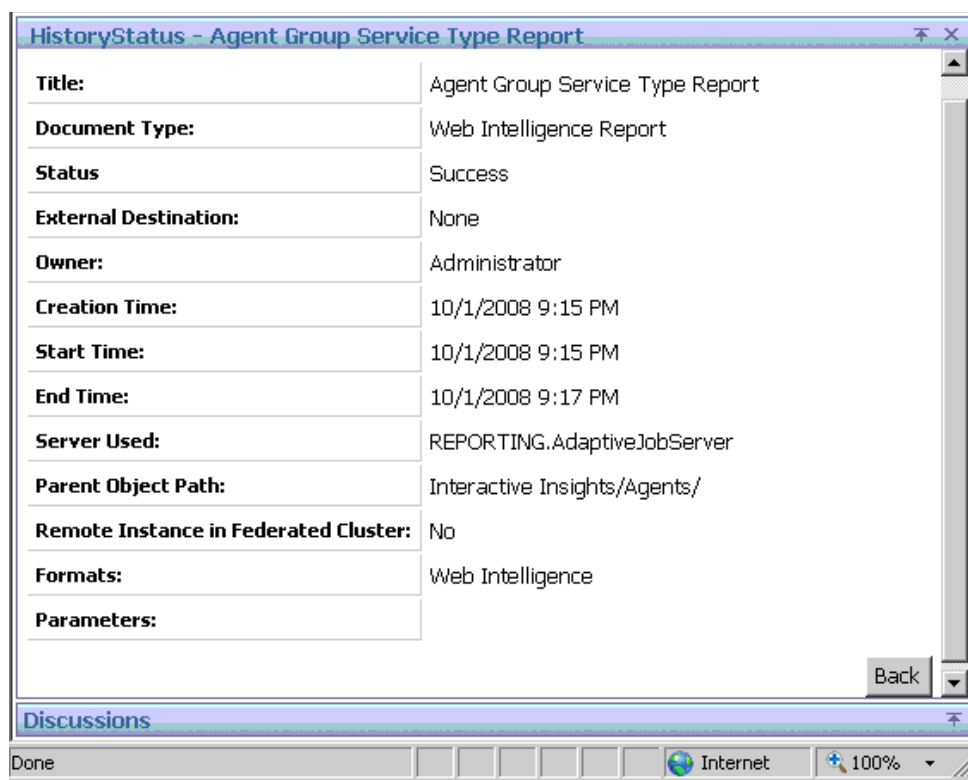 HistoryStatus - Agent Group Service Type Report
Title: Agent Group Service Type Report
Document Type: Web Intelligence Report
Status Success
External Destination: None
Owner: Administrator
Creation Time: 10/1/2008 9:15 PM
Start Time: 10/1/2008 9:15 PM
End Time: 10/1/2008 9:17 PM
Server Used: REPORTING.AdaptiveJobServer
Parent Object Path: Interactive Insights/Agents/
Remote Instance in Federated Cluster: No
Formats: Web Intelligence
Parameters:
Back
Discussions
Done Internet 100%